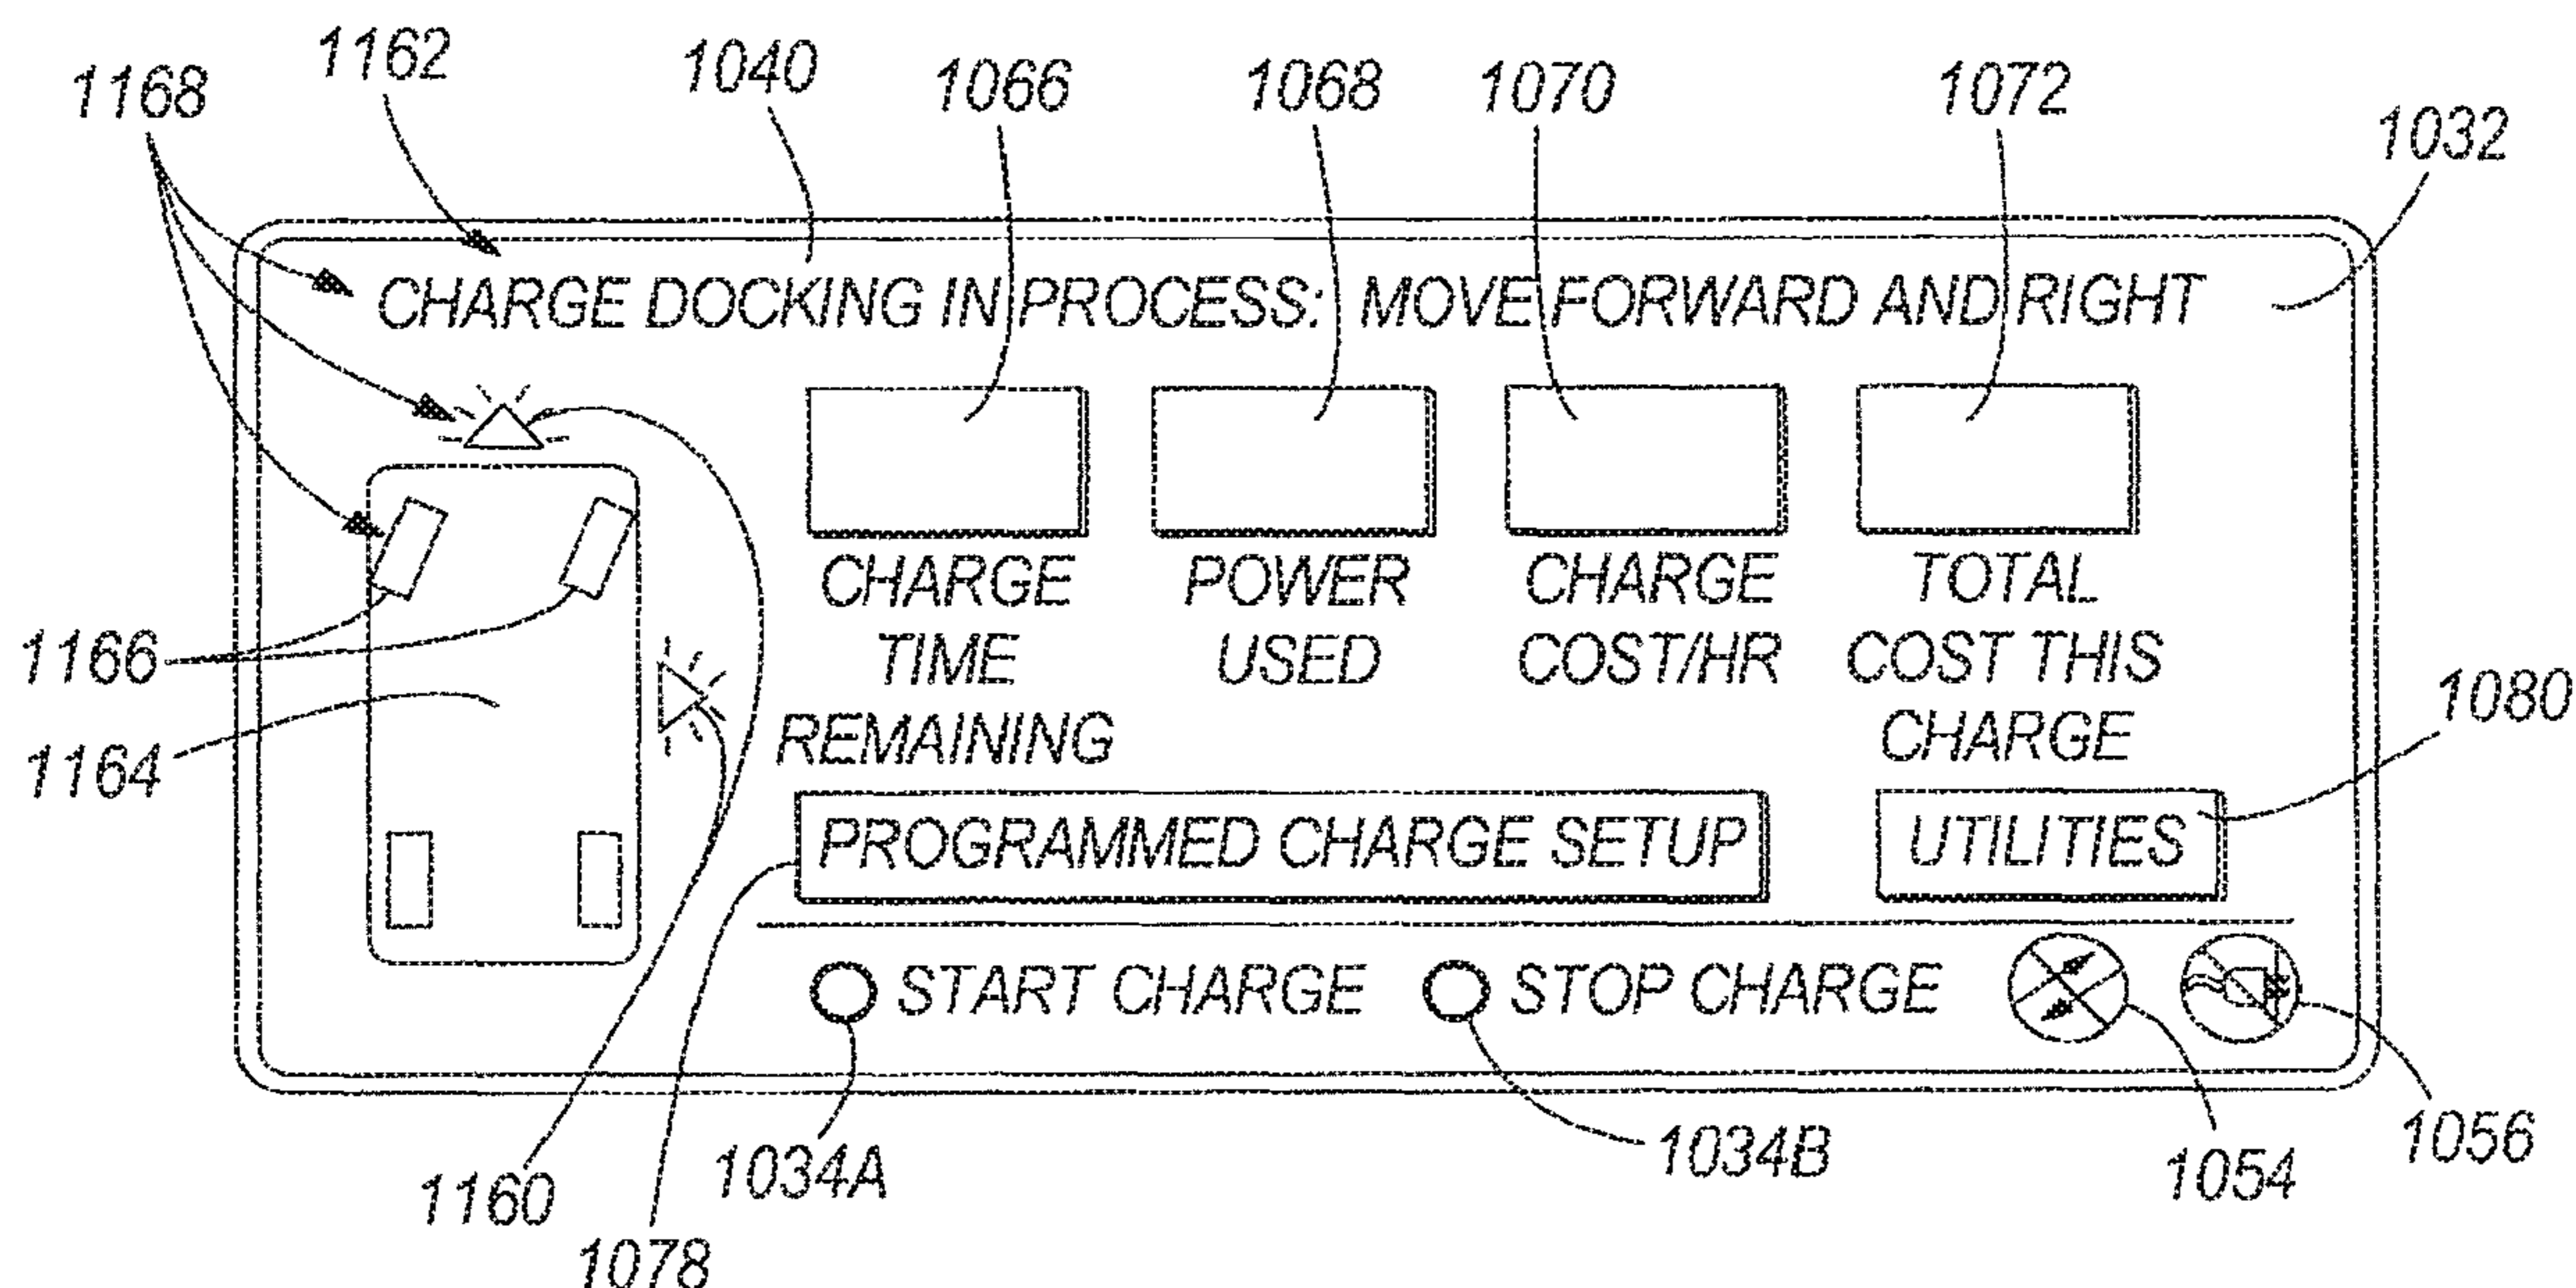 1168
1162
1040
1066
1068
1070
1072
1032
CHARGE DOCKING IN PROCESS: MOVE FORWARD AND RIGHT
CHARGE
TIME
REMAINING
POWER
USED
CHARGE
COST/HR
TOTAL
COST THIS
CHARGE
1166
1164
1080
PROGRAMMED CHARGE SETUP
UTILITIES
START CHARGE
STOP CHARGE
1160
1034A
1078
1034B
1054
1056